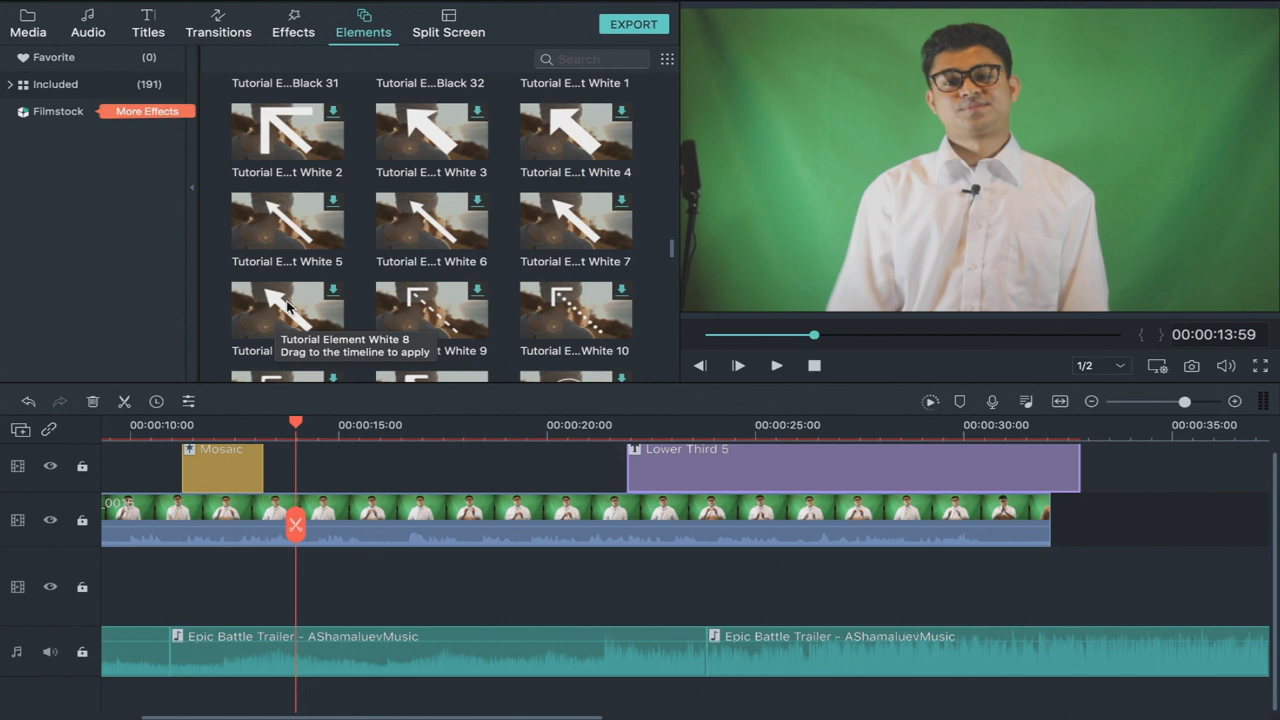 Media
Audio
Titles
Transitions
Effects
Elements
Split Screen
EXPORT
Favorite (0)
Included (191)
Filmstock More Effects
Search
Tutorial E...Black 31
Tutorial E...Black 32
Tutorial E...t White 1
Tutorial E...t White 2
Tutorial E...t White 3
Tutorial E...t White 4
Tutorial E...t White 5
Tutorial E...t White 6
Tutorial E...t White 7
Tutorial Element White 8
Drag to the timeline to apply
Tutorial
White 9
Tutorial E...White 10
00:00:13:59
1/2
00:00:10:00
00:00:15:00
00:00:20:00
00:00:25:00
00:00:30:00
00:00:35:00
Mosaic
Lower Third 5
_0015
Epic Battle Trailer - AShamaluevMusic
Epic Battle Trailer - AShamaluevMusic